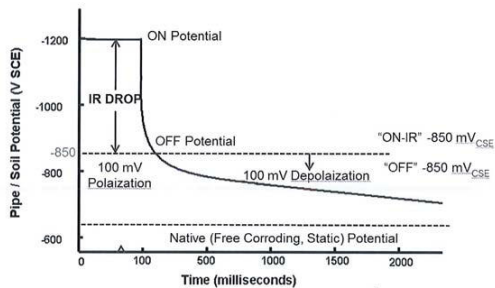 Pipe / Soil Potential (V SCE)
-1200
-1000
-850
-800
-600
ON Potential
IR DROP
OFF Potential
"ON-IR" -850 mVCSE
"OFF" -850 mVCSE
100 mV
Polaization
100 mV Depolaization
Native (Free Corroding, Static) Potential
0
100
500
1000
1500
2000
Time (milliseconds)